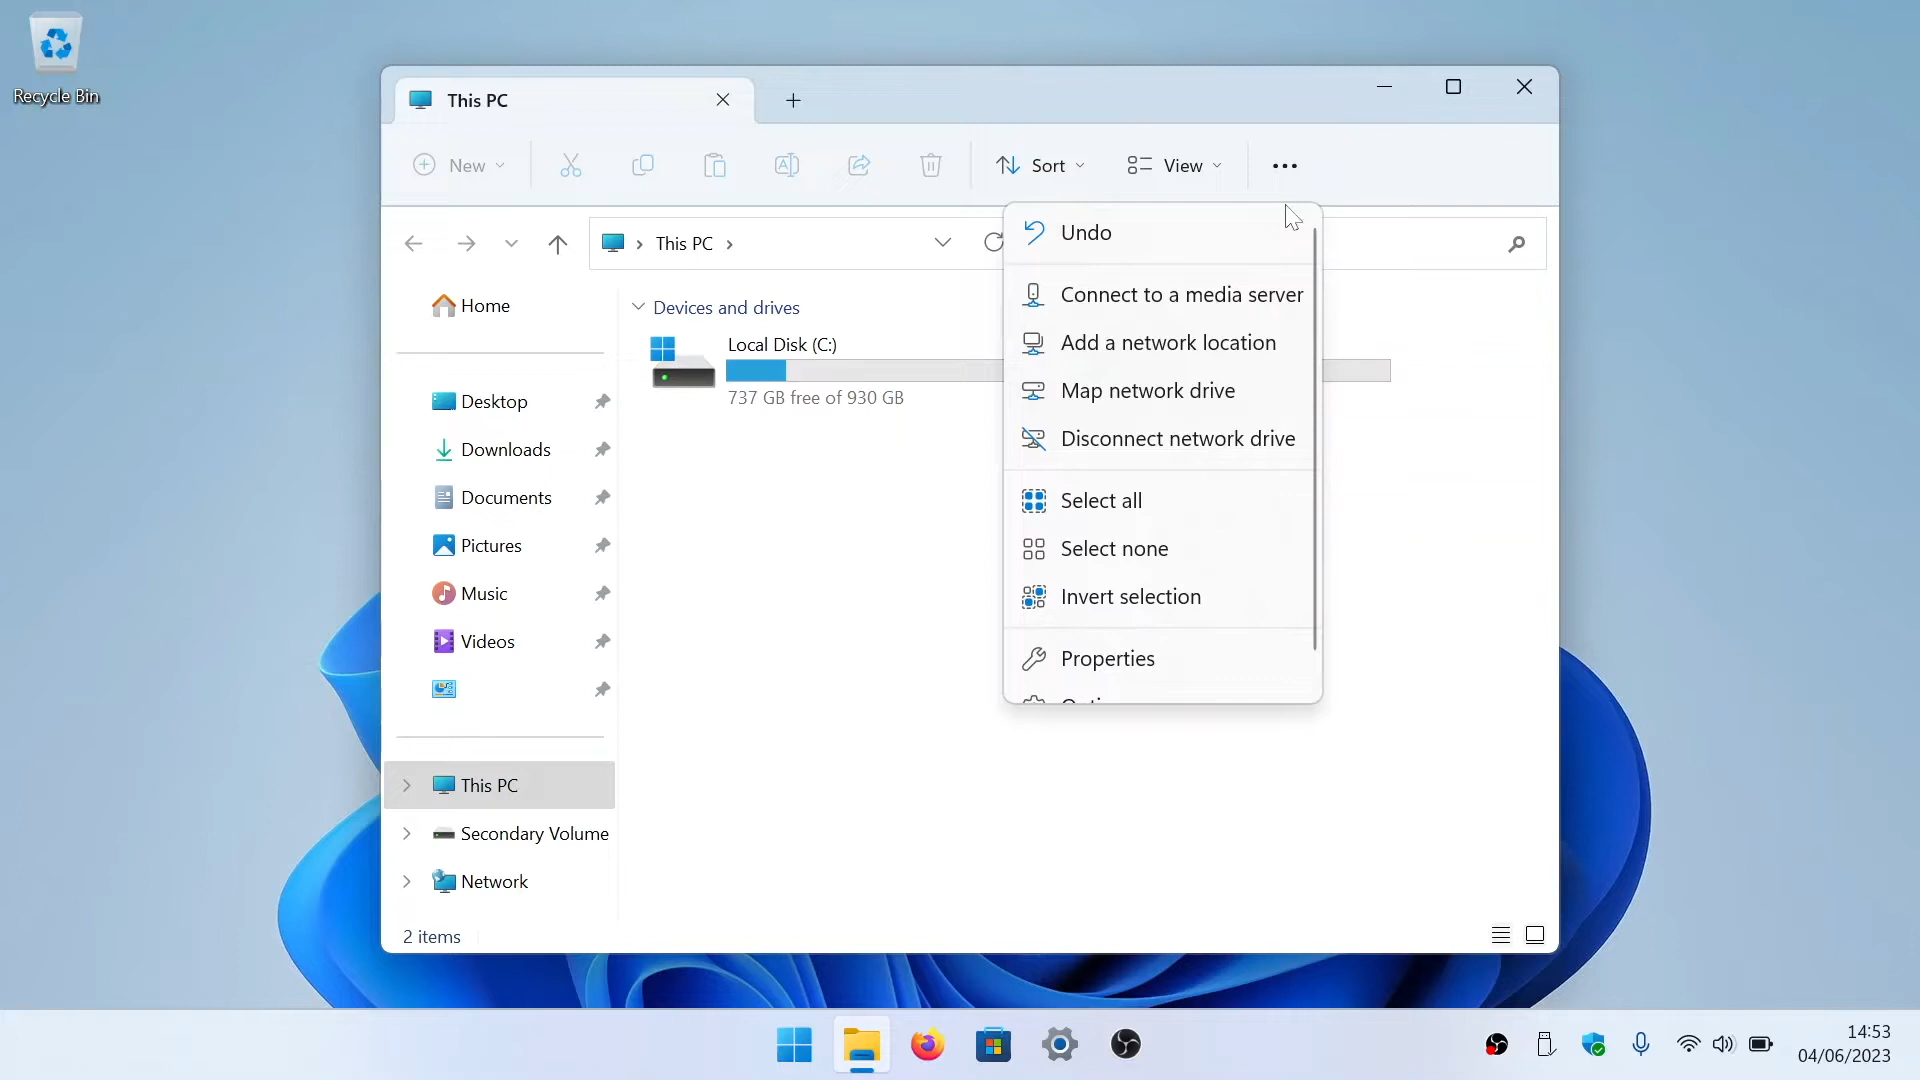 Recycle Bin
This PC
New
Sort
View
This PC
Undo
Connect to a media server
Add a network location
Map network drive
Disconnect network drive
Select all
Select none
Invert selection
Properties
Home
Desktop
Downloads
Documents
Pictures
Music
Videos
This PC
Secondary Volume
Network
Devices and drives
Local Disk (C:)
737 GB free of 930 GB
2 items
14:53
04/06/2023